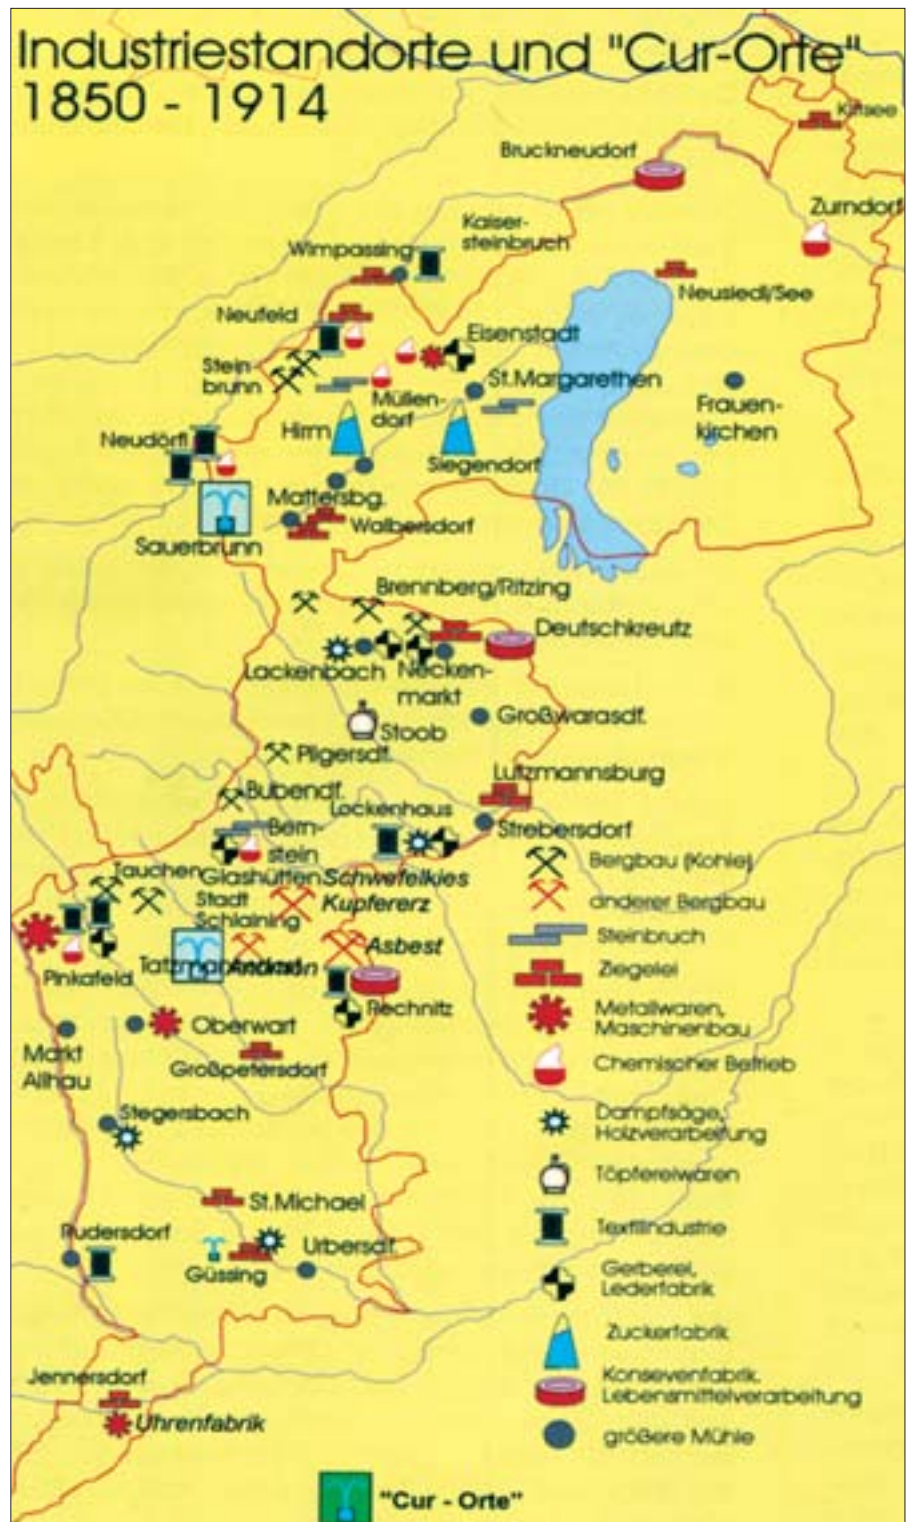 Industriestandorte und "Cur-Orte"
1850 - 1914
Kittsee
Bruckneudorf
Zurndorf
Kaiser-
steinbruch
Wimpassing
Neusiedl/See
Neufeld
Eisenstadt
Stein-
brunn
St.Margarethen
Müllen-
dorf
Frauen-
kirchen
Hirm
Neudörfl
Siegendorf
Mattersbg.
Walbersdorf
Sauerbrunn
Brennberg/Ritzing
Deutschkreutz
Lackenbach
Necken-
markt
Großwarasdf.
Stoob
Pilgersdf.
Lutzmannsburg
Bubendf.
Lockenhaus
Bern-
stein
Strebersdorf
Bergbau (Kohle)
Tauchen
Glashütten
Schwefelkies
Kupfererz
Stadt
Schlaining
anderer Bergbau
Steinbruch
Asbest
Tatzmannsdorf
Antimon
Pinkafeld
Ziegelei
Rechnitz
Metallwaren,
Maschinenbau
Oberwart
Markt
Allhau
Großpetersdorf
Chemischer Betrieb
Stegersbach
Dampfsäge,
Holzverarbeitung
Töpfereiwaren
St.Michael
Textilindustrie
Rudersdorf
Urbersdf.
Güssing
Gerberei,
Lederfabrik
Zuckerfabrik
Jennersdorf
Konsevenfabrik.
Lebensmittelverarbeitung
Uhrenfabrik
größere Mühle
"Cur - Orte"